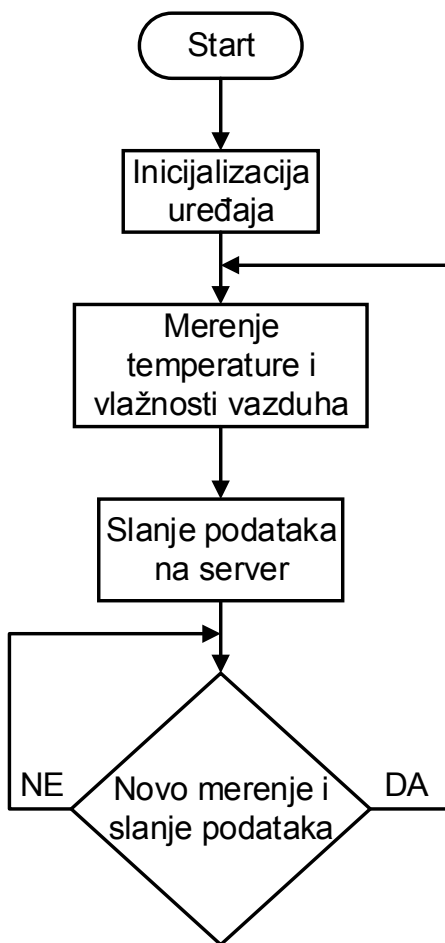 Start
Inicijalizacija
uređaja
Merenje
temperature i
vlažnosti vazduha
Slanje podataka
na server
NE
Novo merenje i
slanje podataka
DA